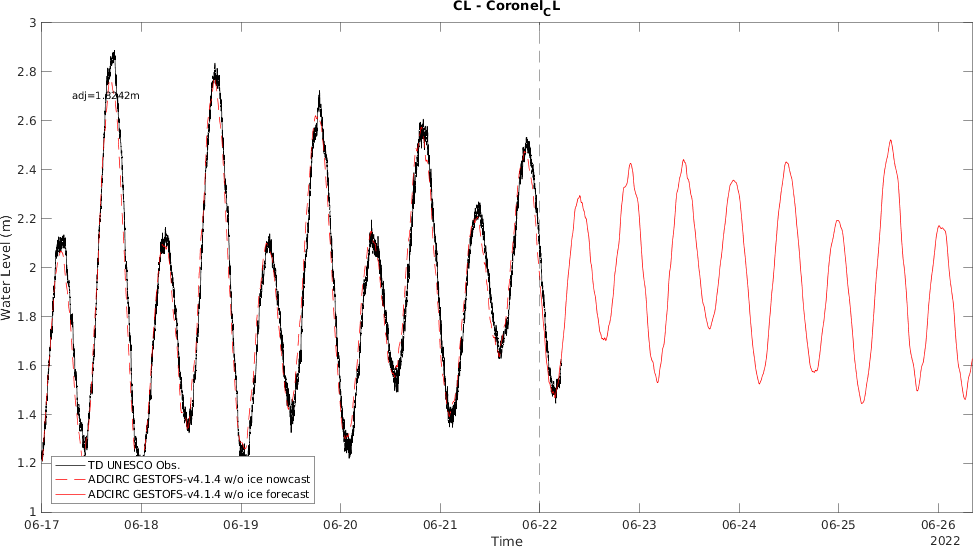 CL - Coronel_CL
adj=1.8242m
Water Level (m)
3
2.8
2.6
2.4
2.2
2
1.8
1.6
1.4
1.2
1
TD UNESCO Obs.
ADCIRC GESTOFS-v4.1.4 w/o ice nowcast
ADCIRC GESTOFS-v4.1.4 w/o ice forecast
06-17 06-18 06-19 06-20 06-21 06-22 06-23 06-24 06-25 06-26
Time
2022